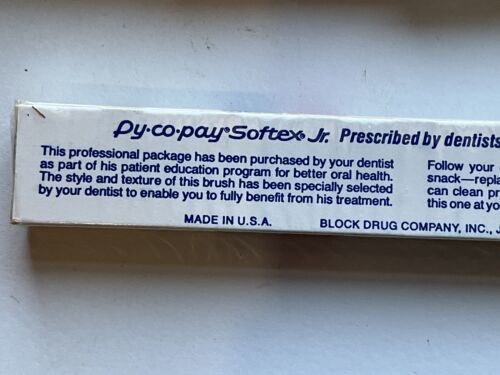 Py·co·pay® Softex® Jr. Prescribed by dentists
This professional package has been purchased by your dentist
as part of his patient education program for better oral health.
The style and texture of this brush has been specially selected
by your dentist to enable you to fully benefit from his treatment.
Follow your
snack—repla
can clean pr
this one at yo
MADE IN U.S.A. BLOCK DRUG COMPANY, INC., J